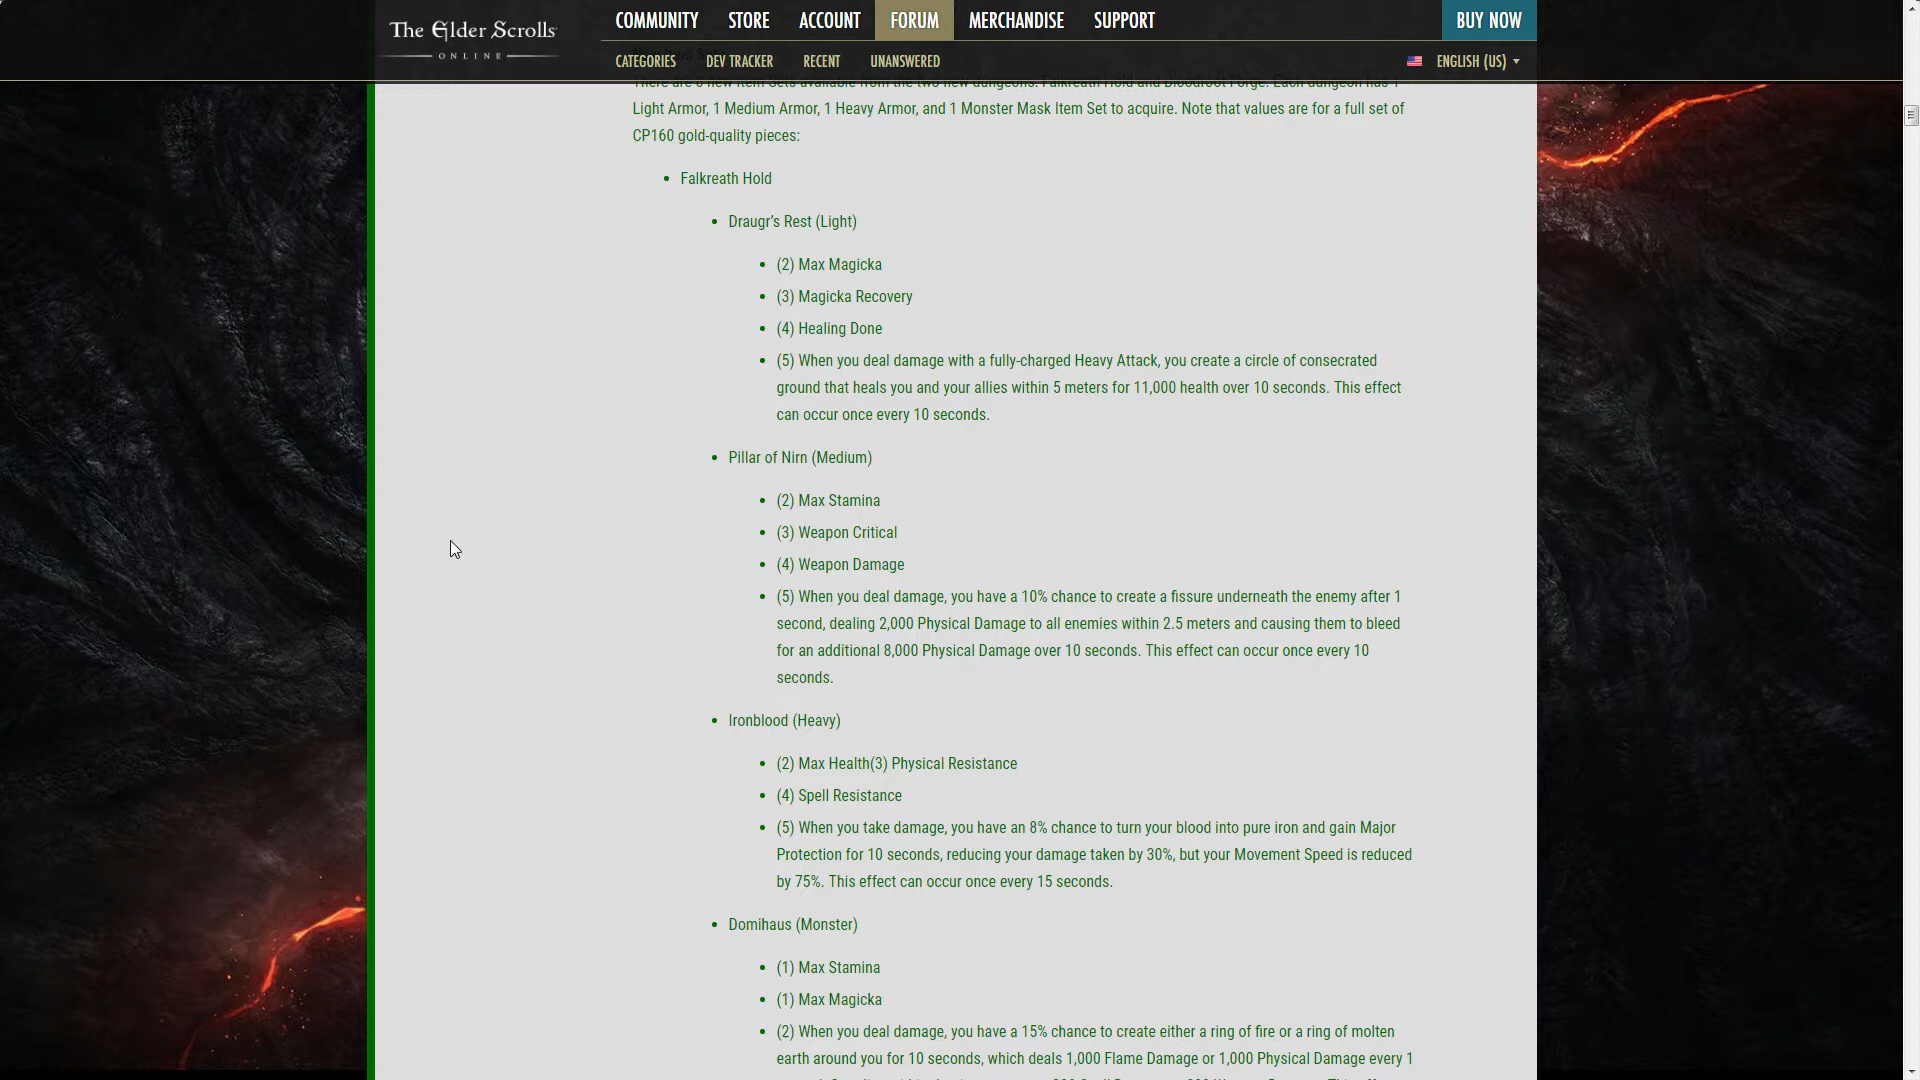 The Elder Scrolls
ONLINE
COMMUNITY STORE ACCOUNT FORUM MERCHANDISE SUPPORT BUY NOW
CATEGORIES DEV TRACKER RECENT UNANSWERED ENGLISH (US)
There are 8 new Item Sets available from the two new dungeons: Falkreath Hold and Bloodroot Forge. Each dungeon has 1
Light Armor, 1 Medium Armor, 1 Heavy Armor, and 1 Monster Mask Item Set to acquire. Note that values are for a full set of
CP160 gold-quality pieces:
Falkreath Hold
Draugr’s Rest (Light)
(2) Max Magicka
(3) Magicka Recovery
(4) Healing Done
(5) When you deal damage with a fully-charged Heavy Attack, you create a circle of consecrated
ground that heals you and your allies within 5 meters for 11,000 health over 10 seconds. This effect
can occur once every 10 seconds.
Pillar of Nirn (Medium)
(2) Max Stamina
(3) Weapon Critical
(4) Weapon Damage
(5) When you deal damage, you have a 10% chance to create a fissure underneath the enemy after 1
second, dealing 2,000 Physical Damage to all enemies within 2.5 meters and causing them to bleed
for an additional 8,000 Physical Damage over 10 seconds. This effect can occur once every 10
seconds.
Ironblood (Heavy)
(2) Max Health(3) Physical Resistance
(4) Spell Resistance
(5) When you take damage, you have an 8% chance to turn your blood into pure iron and gain Major
Protection for 10 seconds, reducing your damage taken by 30%, but your Movement Speed is reduced
by 75%. This effect can occur once every 15 seconds.
Domihaus (Monster)
(1) Max Stamina
(1) Max Magicka
(2) When you deal damage, you have a 15% chance to create either a ring of fire or a ring of molten
earth around you for 10 seconds, which deals 1,000 Flame Damage or 1,000 Physical Damage every 1